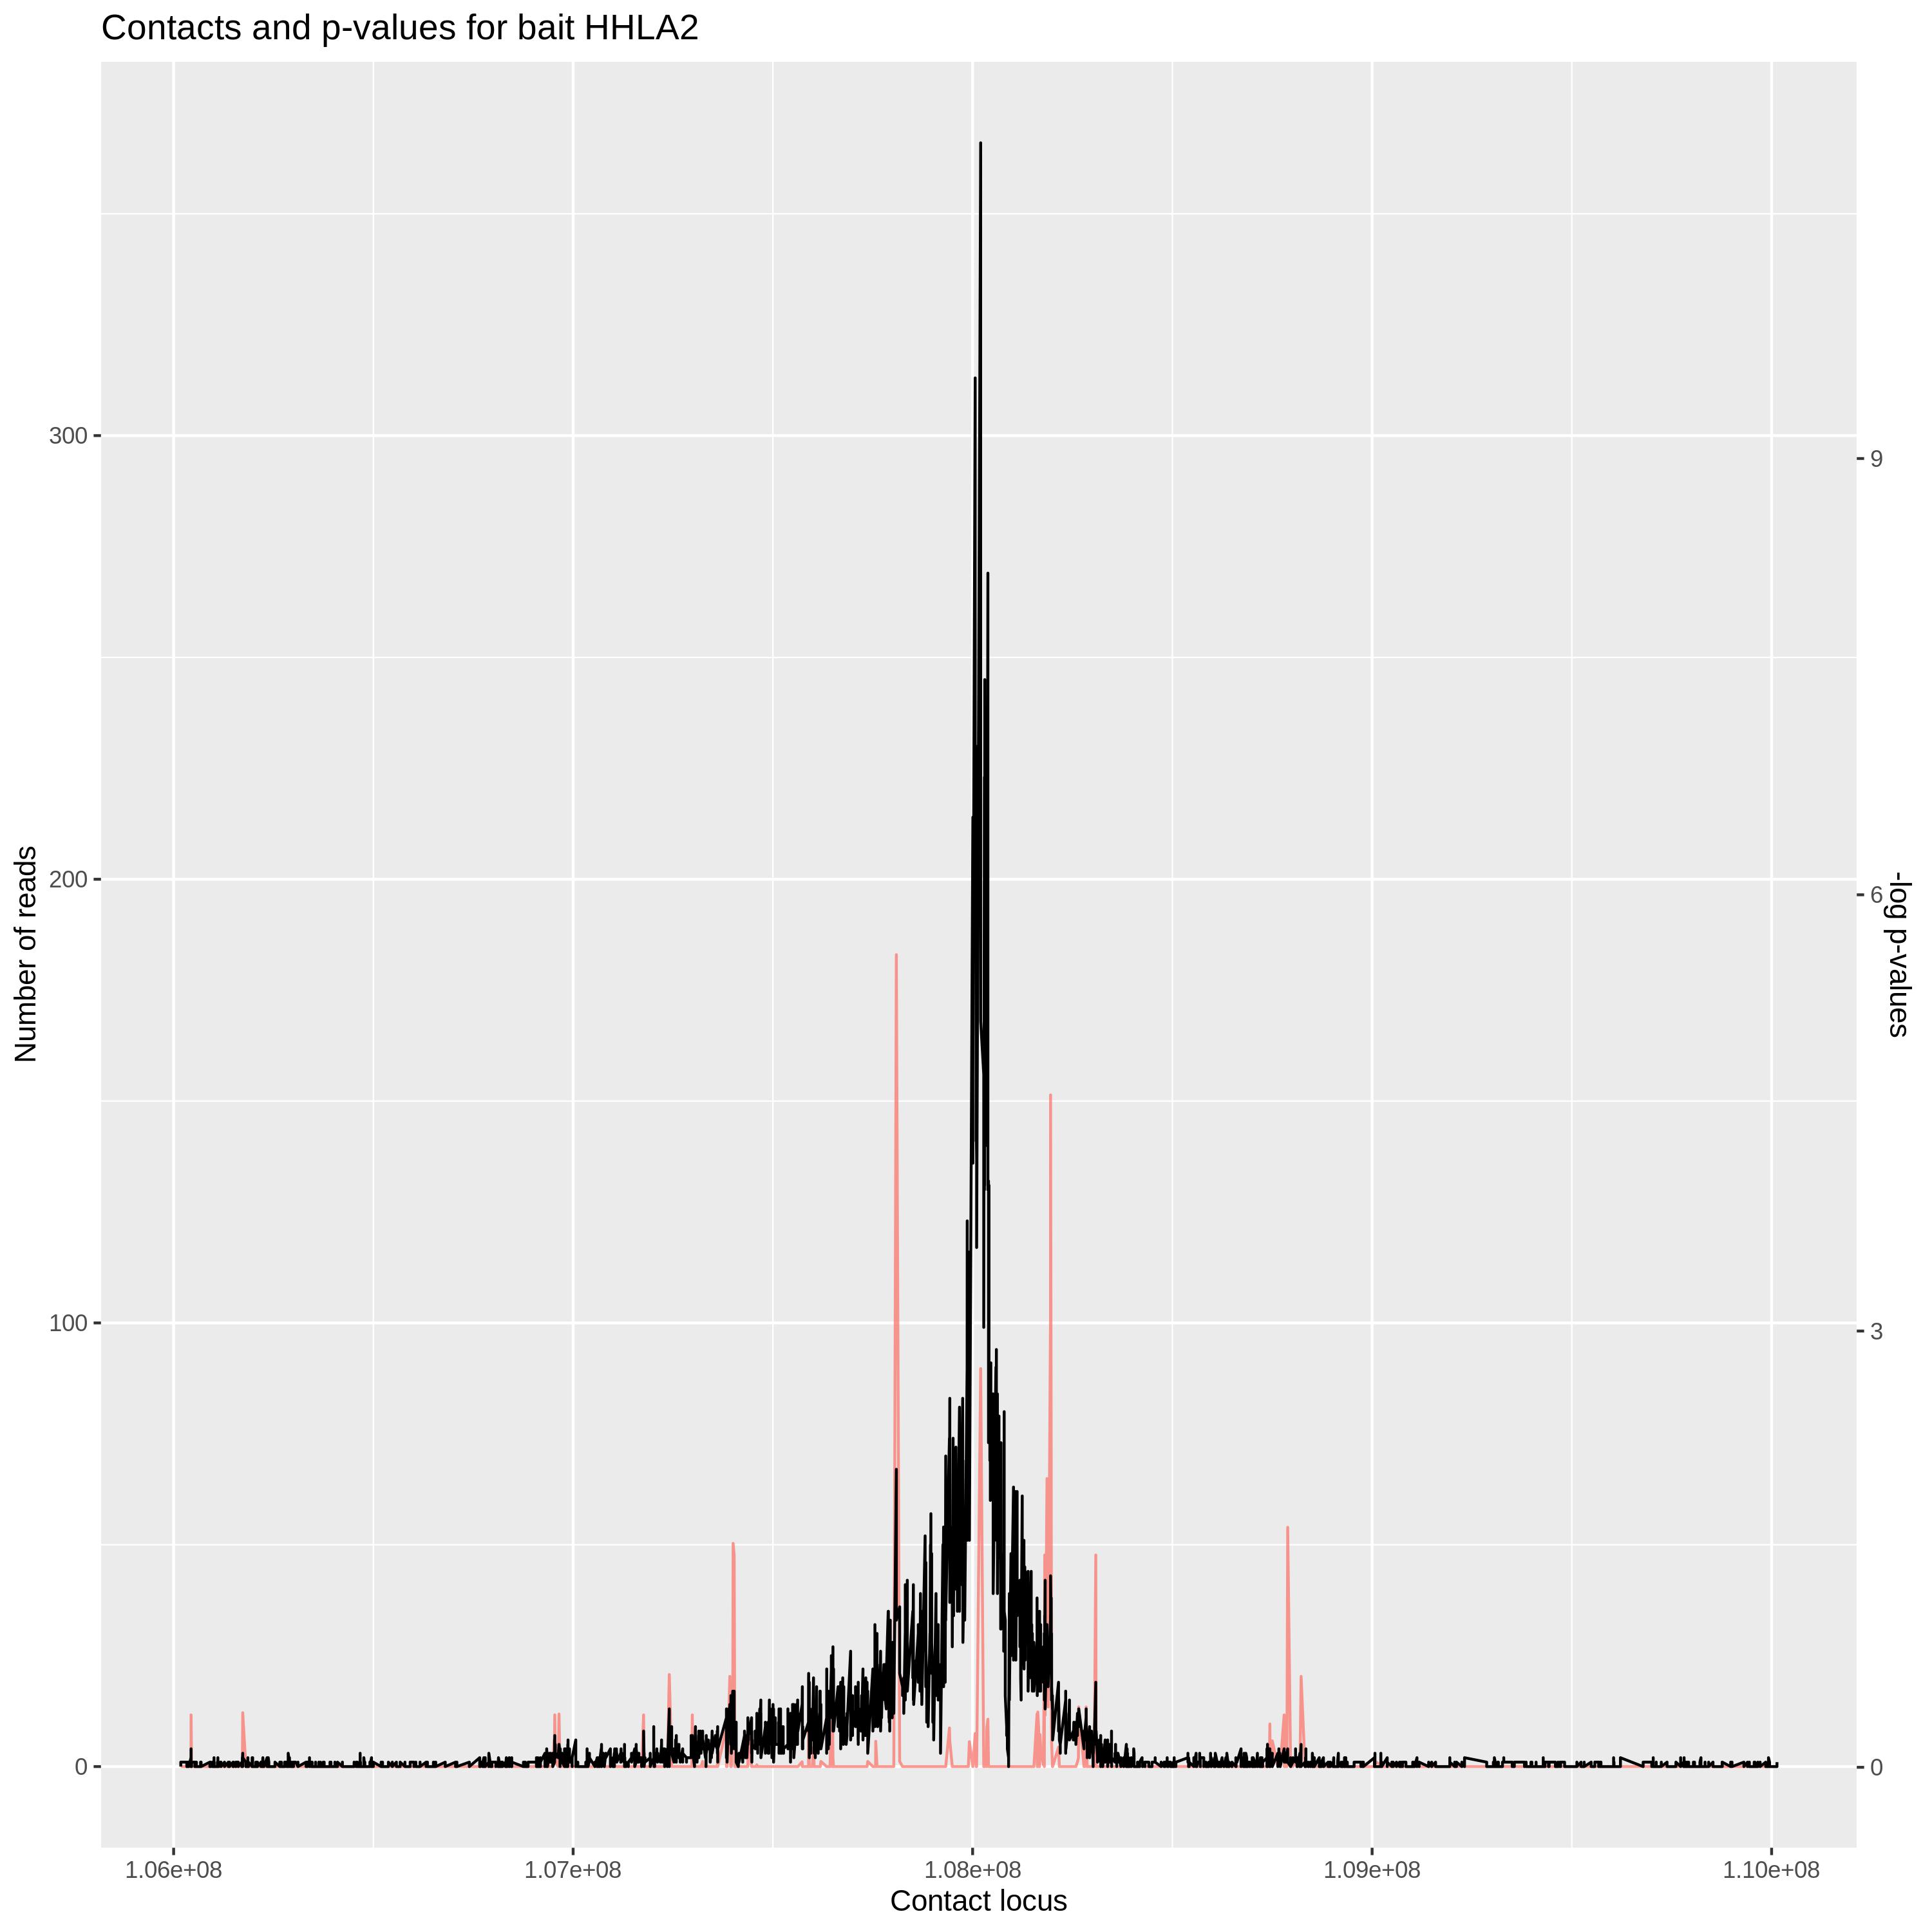 Contacts and p-values for bait HHLA2
Number of reads
300
200
100
0
9
6
3
0
-log p-values
1.06e+08 1.07e+08 1.08e+08 1.09e+08 1.10e+08
Contact locus